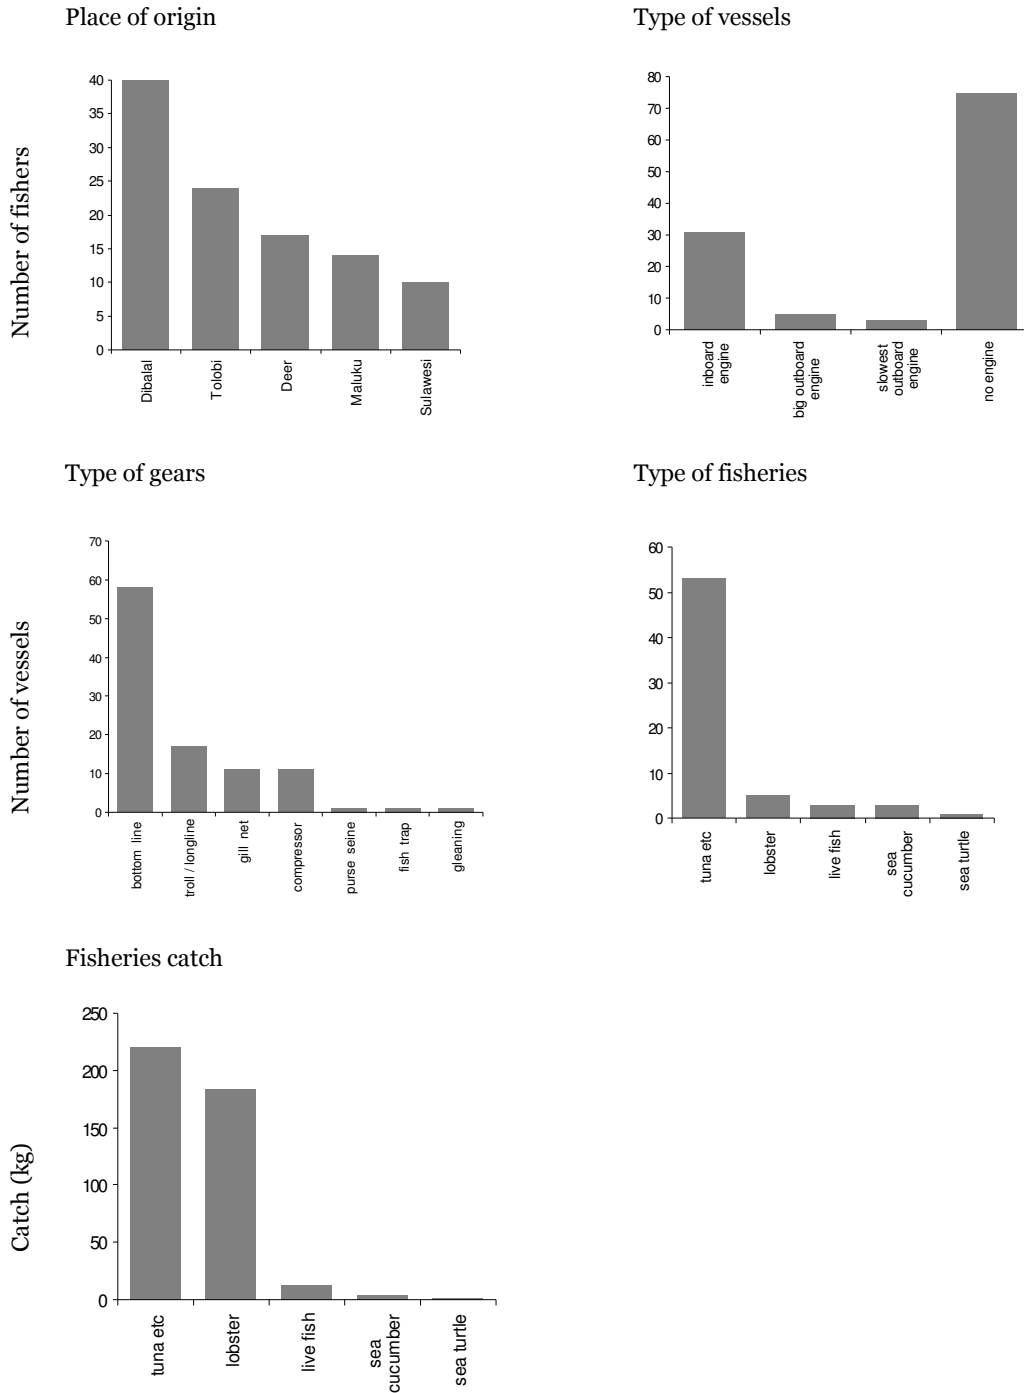 Place of origin
Number of fishers
40
35
30
25
20
15
10
5
0
Dibalal
Tolobi
Deer
Maluku
Sulawesi
Type of vessels
80
70
60
50
40
30
20
10
0
inboard
engine
big outboard
engine
slowest
outboard
engine
no engine
Type of gears
Number of vessels
70
60
50
40
30
20
10
0
bottom line
troll / longline
gill net
compressor
purse seine
fish trap
gleaning
Type of fisheries
60
50
40
30
20
10
0
tuna etc
lobster
live fish
sea
cucumber
sea turtle
Fisheries catch
Catch (kg)
250
200
150
100
50
0
tuna etc
lobster
live fish
sea
cucumber
sea turtle